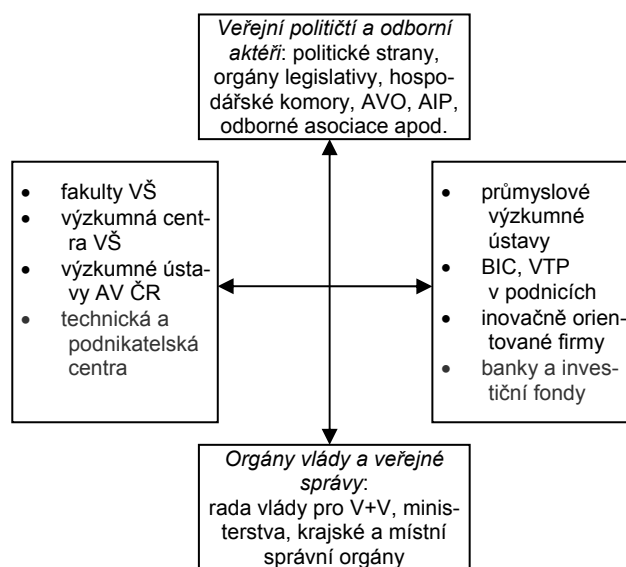 Veřejní političtí a odborní
aktéři: politické strany,
orgány legislativy, hospo-
dářské komory, AVO, AIP,
odborné asociace apod.
• fakulty VŠ
• výzkumná cent-
ra VŠ
• výzkumné ústa-
vy AV ČR
• technická a
podnikatelská
centra
• průmyslové
výzkumné
ústavy
• BIC, VTP
v podnicích
• inovačně orien-
tované firmy
• banky a inves-
tiční fondy
Orgány vlády a veřejné
správy:
rada vlády pro V+V, minis-
terstva, krajské a místní
správní orgány